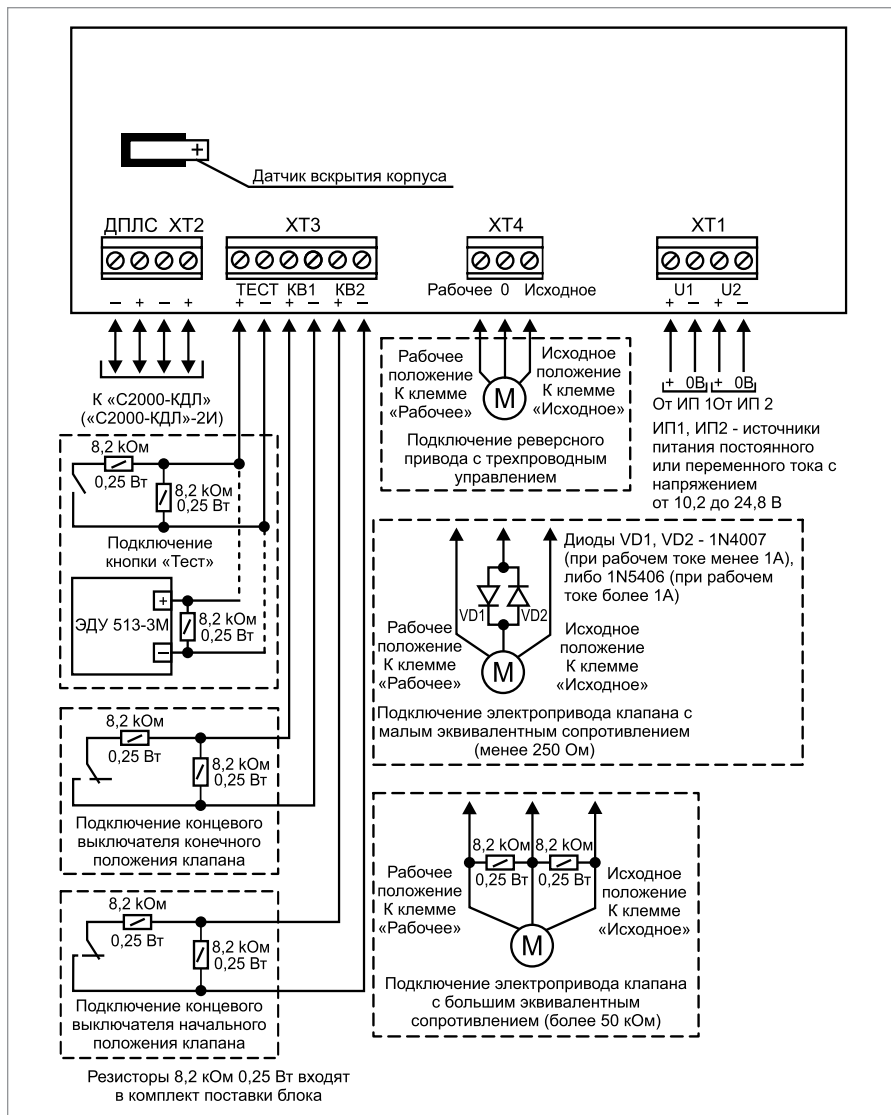 Датчик вскрытия корпуса
ДПЛС ХТ2
ХТ3
ХТ4
ХТ1
ТЕСТ КВ1 КВ2
Рабочее 0 Исходное
U1 U2
– + – +
+ – + – + –
+ – + –
К «С2000-КДЛ»
(«С2000-КДЛ»-2И)
+ 0В + 0В
От ИП 1 От ИП 2
ИП1, ИП2 - источники
питания постоянного
или переменного тока с
напряжением
от 10,2 до 24,8 В
Рабочее
положение
К клемме
«Рабочее»
М
Исходное
положение
К клемме
«Исходное»
Подключение реверсного
привода с трехпроводным
управлением
8,2 кОм
0,25 Вт
8,2 кОм
0,25 Вт
Подключение
кнопки «Тест»
ЭДУ 513-3М
+
–
8,2 кОм
0,25 Вт
Диоды VD1, VD2 - 1N4007
(при рабочем токе менее 1А),
либо 1N5406 (при рабочем
токе более 1А)
VD1 VD2
Рабочее
положение
К клемме
«Рабочее»
М
Исходное
положение
К клемме
«Исходное»
Подключение электропривода клапана с
малым эквивалентным сопротивлением
(менее 250 Ом)
8,2 кОм
0,25 Вт
8,2 кОм
0,25 Вт
Подключение концевого
выключателя конечного
положения клапана
8,2 кОм 8,2 кОм
0,25 Вт 0,25 Вт
Рабочее
положение
К клемме
«Рабочее»
М
Исходное
положение
К клемме
«Исходное»
Подключение электропривода клапана
с большим эквивалентным
сопротивлением (более 50 кОм)
8,2 кОм
0,25 Вт
8,2 кОм
0,25 Вт
Подключение концевого
выключателя начального
положения клапана
Резисторы 8,2 кОм 0,25 Вт входят
в комплект поставки блока